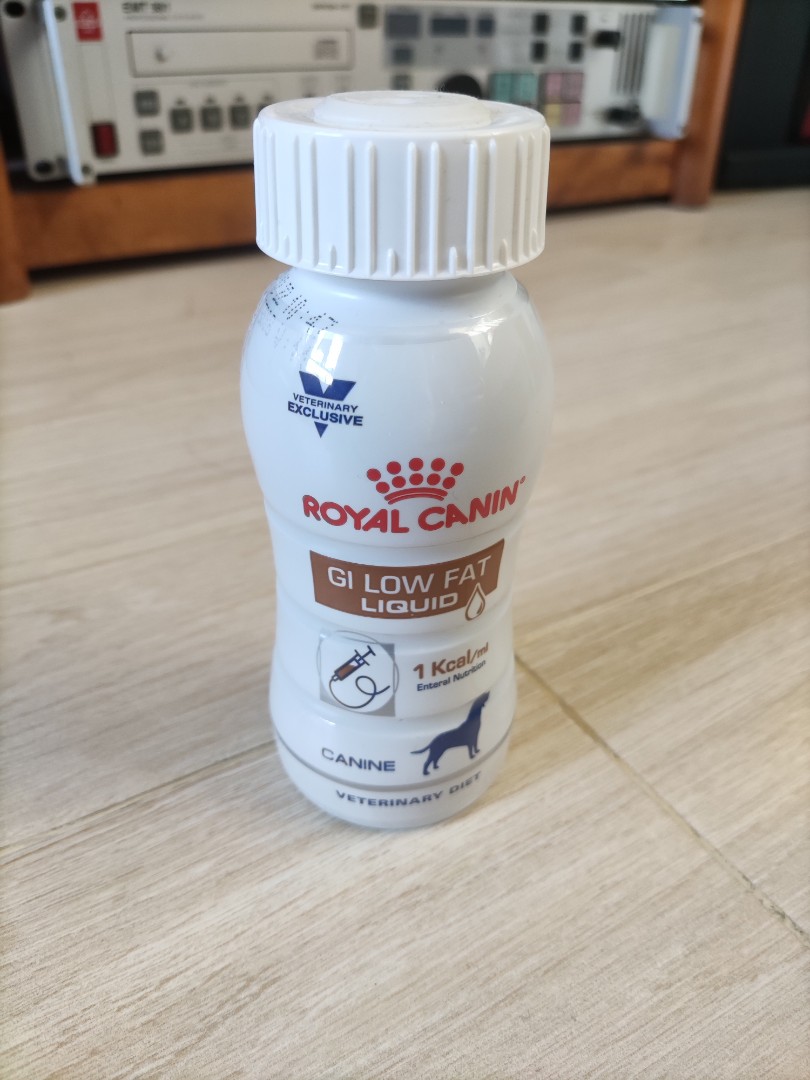 VETERINARY
EXCLUSIVE
ROYAL CANIN
GI LOW FAT
LIQUID
1 Kcal/ml
Enteral Nutrition
CANINE
VETERINARY DIET